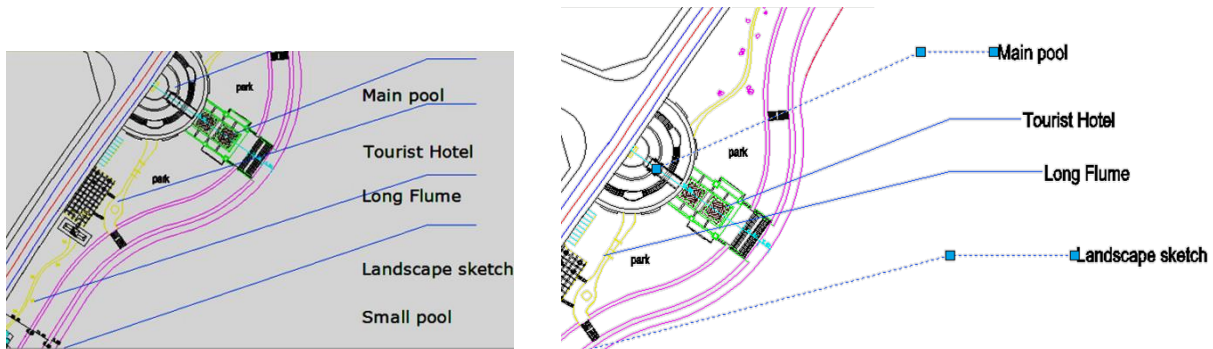 park
Main pool
Tourist Hotel
park
Long Flume
Landscape sketch
Small pool
Main pool
Tourist Hotel
park
Long Flume
Landscape sketch
park